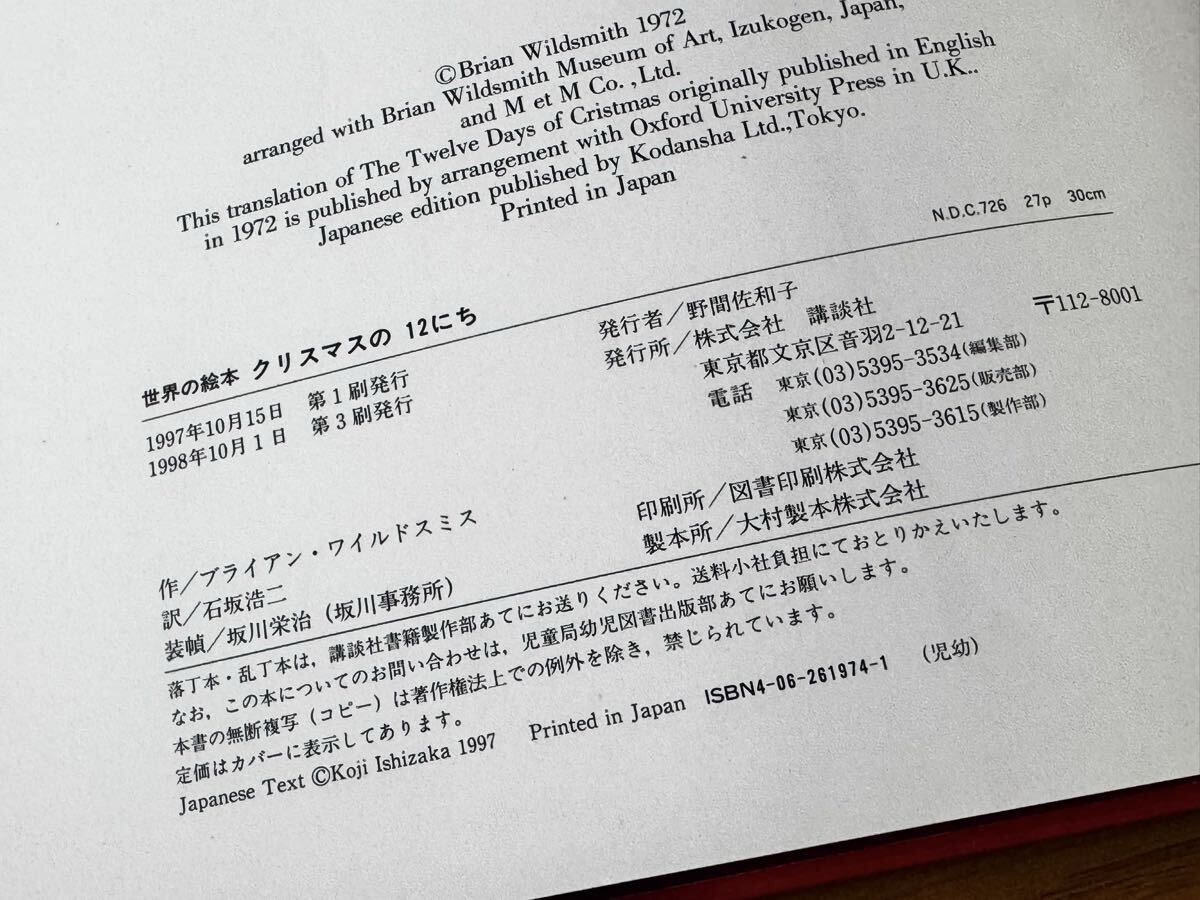 ©Brian Wildsmith 1972
arranged with Brian Wildsmith Museum of Art, Izukogen, Japan,
and M et M Co.,Ltd.
This translation of The Twelve Days of Cristmas originally published in English
in 1972 is published by arrangement with Oxford University Press in U.K..
Japanese edition published by Kodansha Ltd.,Tokyo.
Printed in Japan
N.D.C.726 27p 30cm
世界の絵本 クリスマスの 12にち
1997年10月15日 第1刷発行
1998年10月1日 第3刷発行
発行者/野間佐和子
発行所/株式会社 講談社
東京都文京区音羽2-12-21 〒112-8001
電話 東京(03)5395-3534(編集部)
東京(03)5395-3625(販売部)
東京(03)5395-3615(製作部)
印刷所/図書印刷株式会社
製本所/大村製本株式会社
作/ブライアン・ワイルドスミス
訳/石坂浩二
装幀/坂川栄治(坂川事務所)
落丁本・乱丁本は,講談社書籍製作部あてにお送りください。送料小社負担にておとりかえいたします。
なお,この本についてのお問い合わせは,児童局幼児図書出版部あてにお願いします。
本書の無断複写(コピー)は著作権法上での例外を除き,禁じられています。
定価はカバーに表示してあります。
Japanese Text ©Koji Ishizaka 1997 Printed in Japan ISBN4-06-261974-1 (児幼)